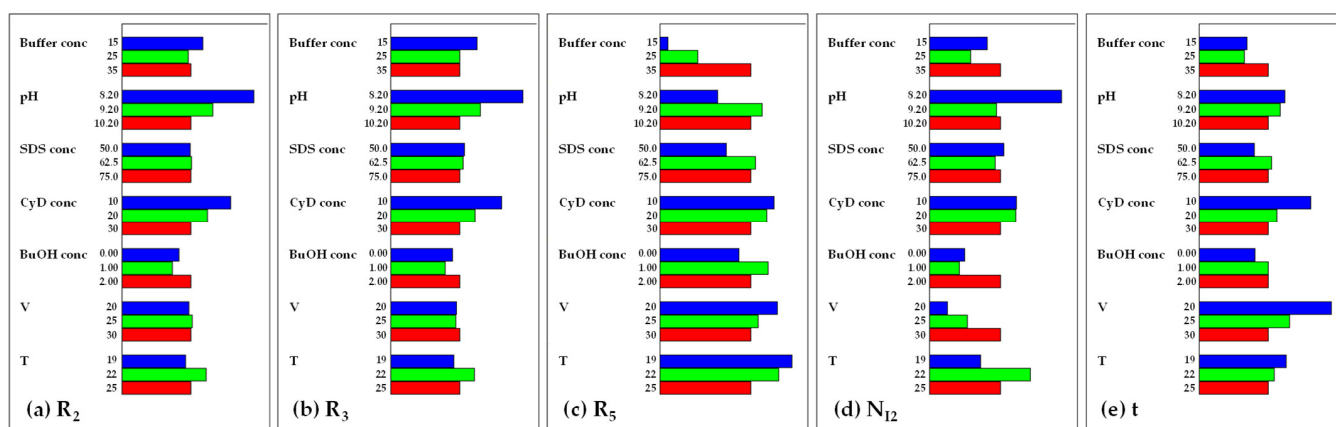 Buffer conc
15
25
35
pH
8.20
9.20
10.20
SDS conc
50.0
62.5
75.0
CyD conc
10
20
30
BuOH conc
0.00
1.00
2.00
V
20
25
30
T
19
22
25
(a) R2
Buffer conc
15
25
35
pH
8.20
9.20
10.20
SDS conc
50.0
62.5
75.0
CyD conc
10
20
30
BuOH conc
0.00
1.00
2.00
V
20
25
30
T
19
22
25
(b) R3
Buffer conc
15
25
35
pH
8.20
9.20
10.20
SDS conc
50.0
62.5
75.0
CyD conc
10
20
30
BuOH conc
0.00
1.00
2.00
V
20
25
30
T
19
22
25
(c) R5
Buffer conc
15
25
35
pH
8.20
9.20
10.20
SDS conc
50.0
62.5
75.0
CyD conc
10
20
30
BuOH conc
0.00
1.00
2.00
V
20
25
30
T
19
22
25
(d) NI2
Buffer conc
15
25
35
pH
8.20
9.20
10.20
SDS conc
50.0
62.5
75.0
CyD conc
10
20
30
BuOH conc
0.00
1.00
2.00
V
20
25
30
T
19
22
25
(e) t